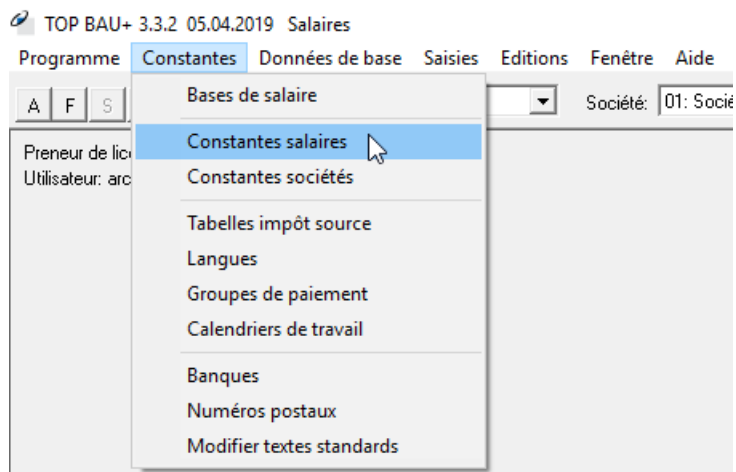 TOP BAU+ 3.3.2 05.04.2019 Salaires
Programme Constantes Données de base Saisies Editions Fenêtre Aide
A F S Société: 01: Socié
Bases de salaire
Constantes salaires
Preneur de lic
Utilisateur: arc
Constantes sociétés
Tabelles impôt source
Langues
Groupes de paiement
Calendriers de travail
Banques
Numéros postaux
Modifier textes standards